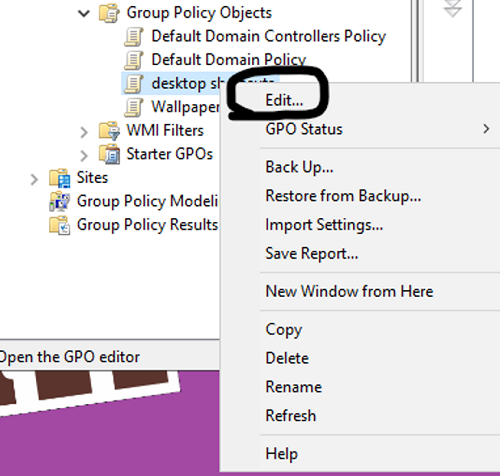 Group Policy Objects
Default Domain Controllers Policy
Default Domain Policy
desktop
Wallpaper
WMI Filters
Starter GPOs
Sites
Group Policy Modeli
Group Policy Results
Open the GPO editor
Edit...
GPO Status
Back Up...
Restore from Backup...
Import Settings...
Save Report...
New Window from Here
Copy
Delete
Rename
Refresh
Help